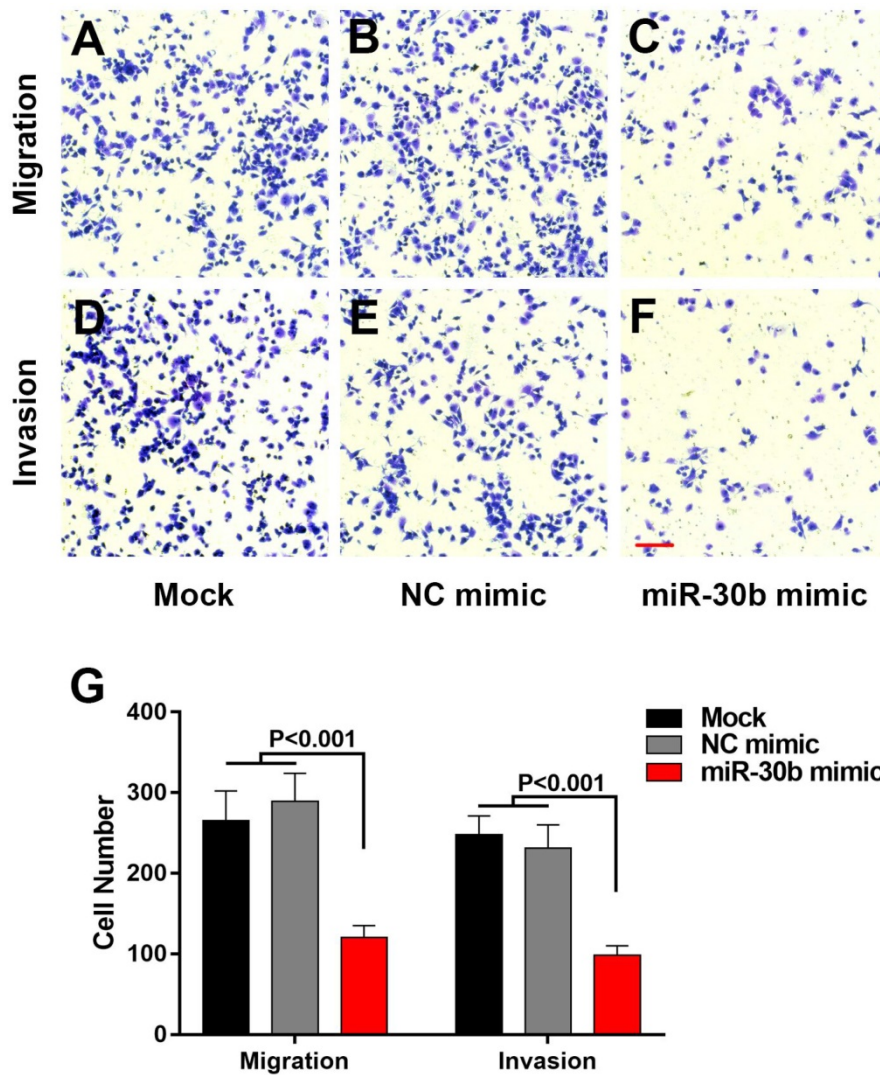 A B C
Migration
D E F
Invasion
Mock NC mimic miR-30b mimic
G
400
300
200
100
0
Cell Number
P<0.001
P<0.001
Mock
NC mimic
miR-30b mimic
Migration Invasion